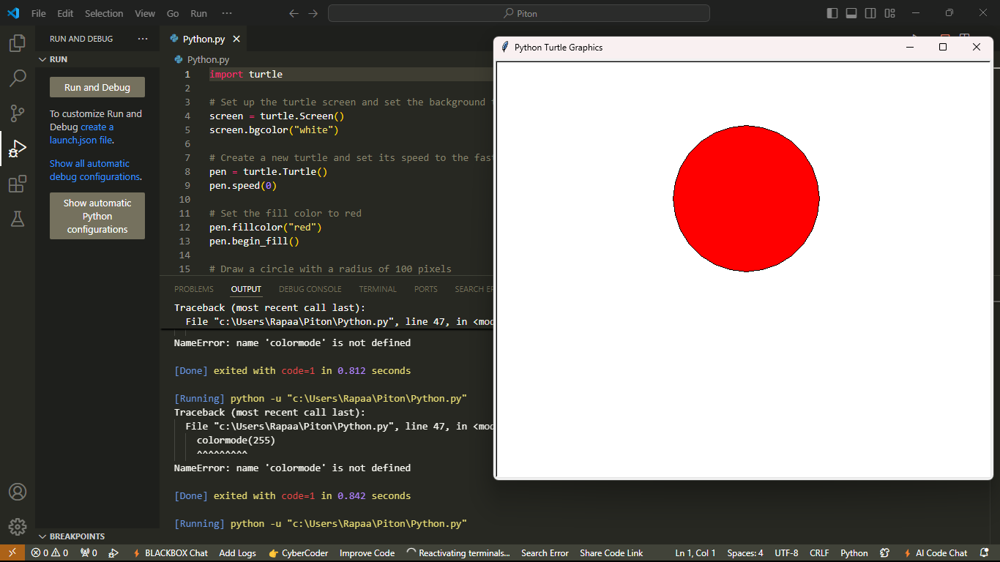 File Edit Selection View Go Run ··· Piton
RUN AND DEBUG ···
RUN
Run and Debug
To customize Run and
Debug create a
launch.json file.
Show all automatic
debug configurations.
Show automatic
Python
configurations
BREAKPOINTS
Python.py
Python.py
1 import turtle
2
3 # Set up the turtle screen and set the background
4 screen = turtle.Screen()
5 screen.bgcolor("white")
6
7 # Create a new turtle and set its speed to the fas
8 pen = turtle.Turtle()
9 pen.speed(0)
10
11 # Set the fill color to red
12 pen.fillcolor("red")
13 pen.begin_fill()
14
15 # Draw a circle with a radius of 100 pixels
PROBLEMS OUTPUT DEBUG CONSOLE TERMINAL PORTS SEARCH ER
Traceback (most recent call last):
File "c:\Users\Rapaa\Piton\Python.py", line 47, in <mod
NameError: name 'colormode' is not defined
[Done] exited with code=1 in 0.812 seconds
[Running] python -u "c:\Users\Rapaa\Piton\Python.py"
Traceback (most recent call last):
File "c:\Users\Rapaa\Piton\Python.py", line 47, in <mod
colormode(255)
^^^^^^^^^
NameError: name 'colormode' is not defined
[Done] exited with code=1 in 0.842 seconds
[Running] python -u "c:\Users\Rapaa\Piton\Python.py"
Python Turtle Graphics
0 0 0 BLACKBOX Chat Add Logs CyberCoder Improve Code Reactivating terminals... Search Error Share Code Link Ln 1, Col 1 Spaces: 4 UTF-8 CRLF Python AI Code Chat